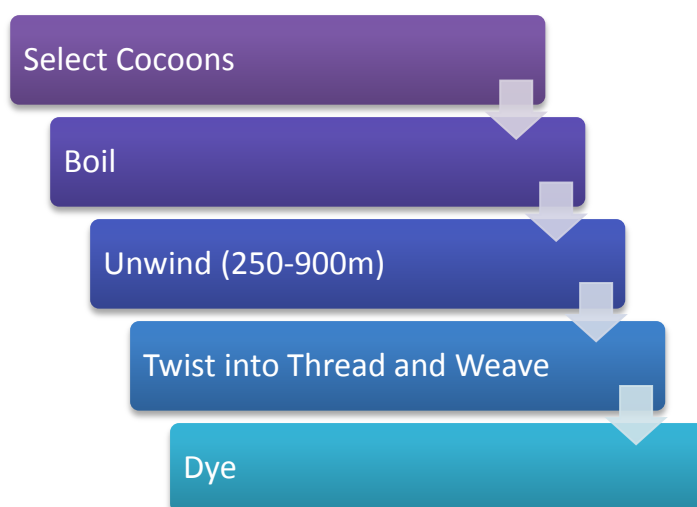 Select Cocoons
Boil
Unwind (250-900m)
Twist into Thread and Weave
Dye